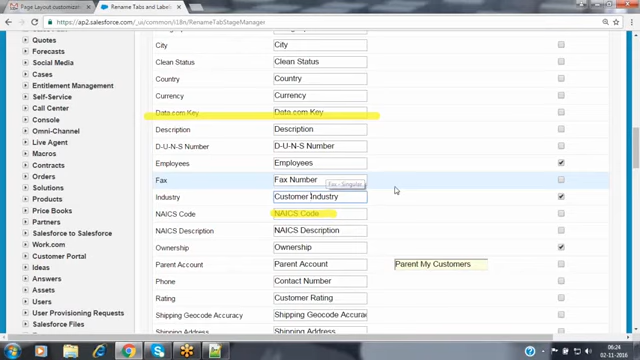 Page Layout customizin
Rename Tabs and Labels
https://ap2.salesforce.com/_ui/common/i18n/RenameTabStageManager
Quotes
Forecasts
Social Media
Cases
Entitlement Management
Self-Service
Call Center
Console
Omni-Channel
Live Agent
Macros
Contracts
Work Orders
Products
Salesforce to Salesforce
Work.com
Customer Portal
Ideas
Answers
Assets
Users
User Provisioning Requests
Salesforce Files
City City
Clean Status Clean Status
Country Country
Currency Currency
Data.com Key Data.com Key
Description Description
D-U-N-S Number D-U-N-S Number
Employees Employees
Fax Fax Number
Fax - Singular
Industry Customer Industry
NAICS Code NAICS Code
NAICS Description NAICS Description
Ownership Ownership
Parent Account Parent Account Parent My Customers
Phone Contact Number
Rating Customer Rating
Shipping Geocode Accuracy Shipping Geocode Accurac
Shipping Address Shipping Address
06:24
02-11-2016